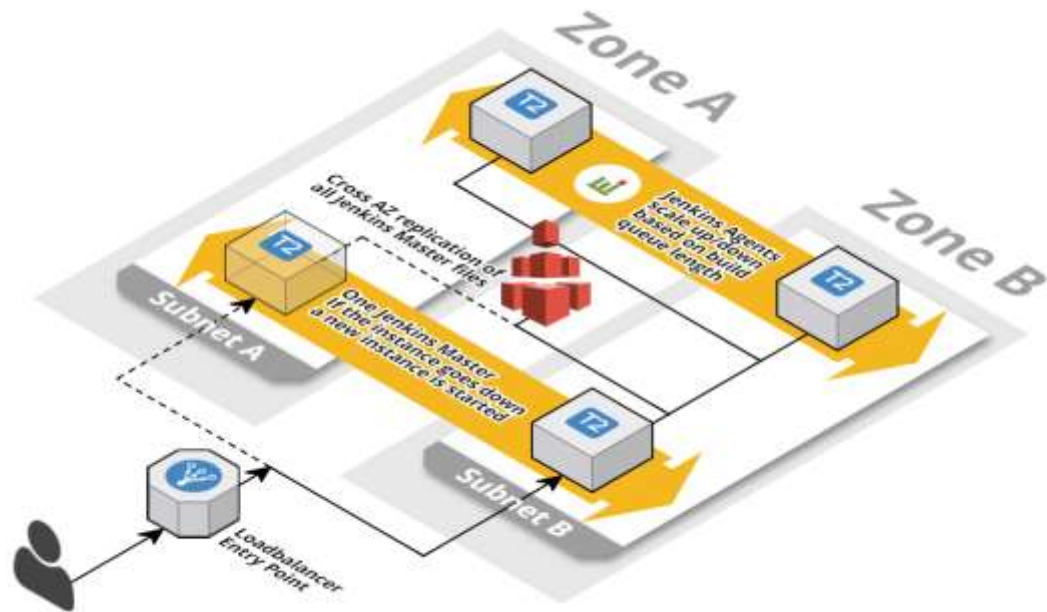 Zone A
Zone B
T2
Jenkins Agents
scale up/down
based on build
queue length
T2
Cross AZ replication of
all Jenkins Master files
T2
One Jenkins Master
If the instance goes down
a new instance is started
T2
Subnet A
Subnet B
Loadbalancer
Entry Point